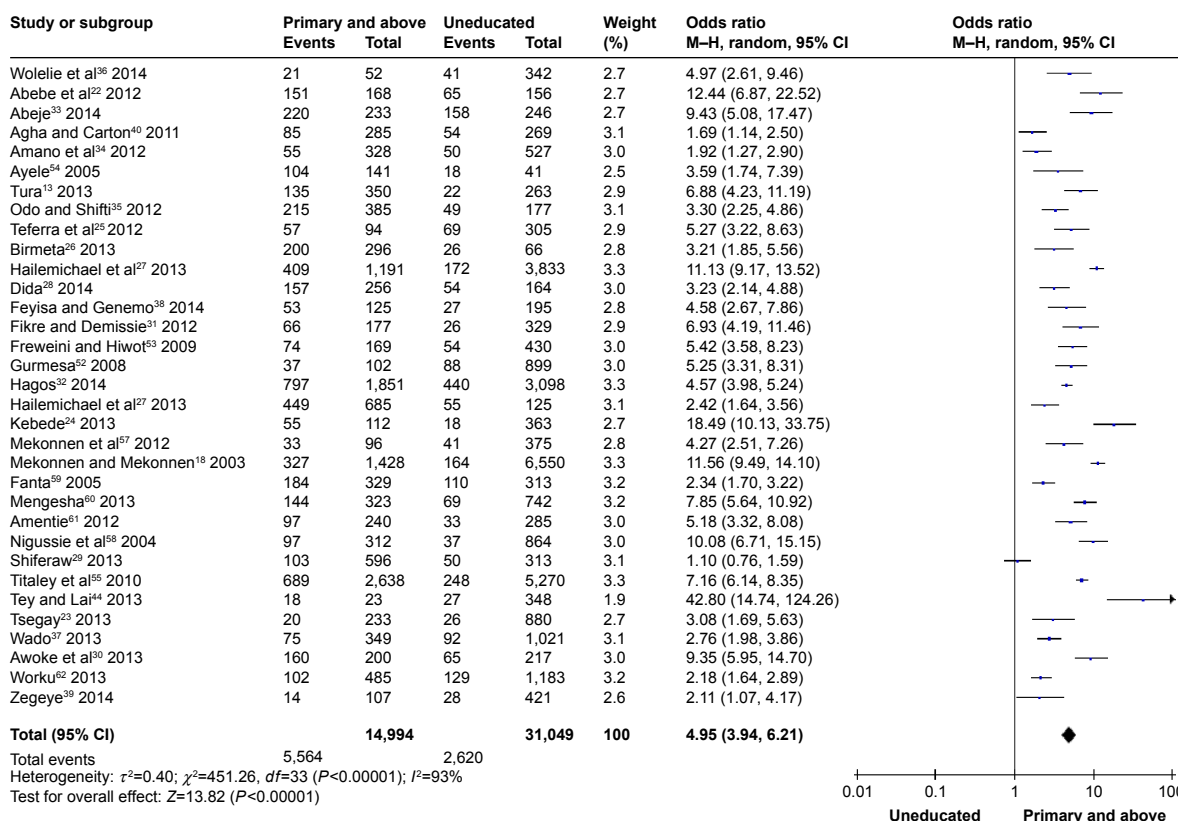 Study or subgroup Primary and above Uneducated Weight Odds ratio Odds ratio
Events Total Events Total (%) M–H, random, 95% CI M–H, random, 95% CI
Wolelie et al³⁶ 2014 21 52 41 342 2.7 4.97 (2.61, 9.46)
Abebe et al²² 2012 151 168 65 156 2.7 12.44 (6.87, 22.52)
Abeje³³ 2014 220 233 158 246 2.7 9.43 (5.08, 17.47)
Agha and Carton⁴⁰ 2011 85 285 54 269 3.1 1.69 (1.14, 2.50)
Amano et al³⁴ 2012 55 328 50 527 3.0 1.92 (1.27, 2.90)
Ayele⁵⁴ 2005 104 141 18 41 2.5 3.59 (1.74, 7.39)
Tura¹³ 2013 135 350 22 263 2.9 6.88 (4.23, 11.19)
Odo and Shifti³⁵ 2012 215 385 49 177 3.1 3.30 (2.25, 4.86)
Teferra et al²⁵ 2012 57 94 69 305 2.9 5.27 (3.22, 8.63)
Birmeta²⁶ 2013 200 296 26 66 2.8 3.21 (1.85, 5.56)
Hailemichael et al²⁷ 2013 409 1,191 172 3,833 3.3 11.13 (9.17, 13.52)
Dida²⁸ 2014 157 256 54 164 3.0 3.23 (2.14, 4.88)
Feyisa and Genemo³⁸ 2014 53 125 27 195 2.8 4.58 (2.67, 7.86)
Fikre and Demissie³¹ 2012 66 177 26 329 2.9 6.93 (4.19, 11.46)
Freweini and Hiwot⁵³ 2009 74 169 54 430 3.0 5.42 (3.58, 8.23)
Gurmesa⁵² 2008 37 102 88 899 3.0 5.25 (3.31, 8.31)
Hagos³² 2014 797 1,851 440 3,098 3.3 4.57 (3.98, 5.24)
Hailemichael et al²⁷ 2013 449 685 55 125 3.1 2.42 (1.64, 3.56)
Kebede²⁴ 2013 55 112 18 363 2.7 18.49 (10.13, 33.75)
Mekonnen et al⁵⁷ 2012 33 96 41 375 2.8 4.27 (2.51, 7.26)
Mekonnen and Mekonnen¹⁸ 2003 327 1,428 164 6,550 3.3 11.56 (9.49, 14.10)
Fanta⁵⁹ 2005 184 329 110 313 3.2 2.34 (1.70, 3.22)
Mengesha⁶⁰ 2013 144 323 69 742 3.2 7.85 (5.64, 10.92)
Amentie⁶¹ 2012 97 240 33 285 3.0 5.18 (3.32, 8.08)
Nigussie et al⁵⁸ 2004 97 312 37 864 3.0 10.08 (6.71, 15.15)
Shiferaw²⁹ 2013 103 596 50 313 3.1 1.10 (0.76, 1.59)
Titaley et al⁵⁵ 2010 689 2,638 248 5,270 3.3 7.16 (6.14, 8.35)
Tey and Lai⁴⁴ 2013 18 23 27 348 1.9 42.80 (14.74, 124.26)
Tsegay²³ 2013 20 233 26 880 2.7 3.08 (1.69, 5.63)
Wado³⁷ 2013 75 349 92 1,021 3.1 2.76 (1.98, 3.86)
Awoke et al³⁰ 2013 160 200 65 217 3.0 9.35 (5.95, 14.70)
Worku⁶² 2013 102 485 129 1,183 3.2 2.18 (1.64, 2.89)
Zegeye³⁹ 2014 14 107 28 421 2.6 2.11 (1.07, 4.17)
Total (95% CI) 14,994 31,049 100 4.95 (3.94, 6.21)
Total events 5,564 2,620
Heterogeneity: τ²=0.40; χ²=451.26, df=33 (P<0.00001); I²=93%
Test for overall effect: Z=13.82 (P<0.00001)
0.01 0.1 1 10 100
Uneducated Primary and above